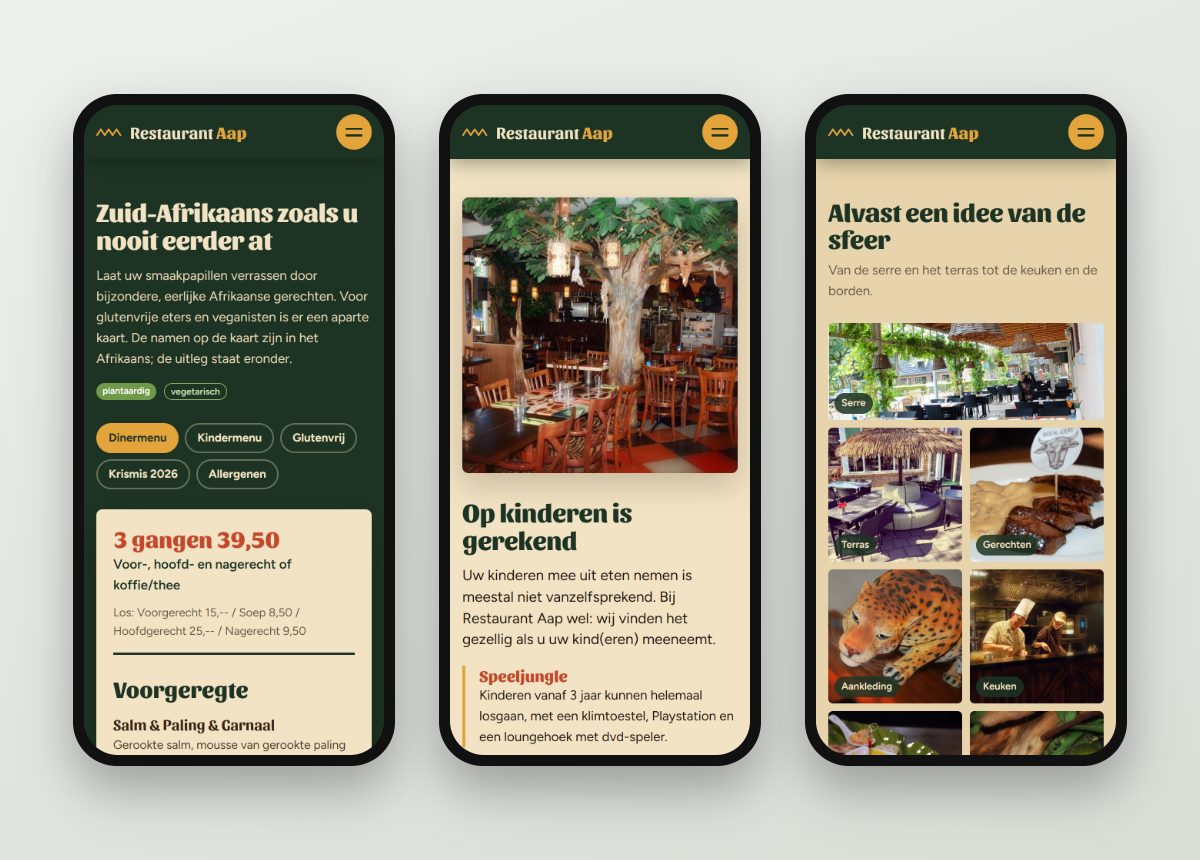 Restaurant Aap
Zuid-Afrikaans zoals u
nooit eerder at
Laat uw smaakpapillen verrassen door
bijzondere, eerlijke Afrikaanse gerechten. Voor
glutenvrije eters en veganisten is er een aparte
kaart. De namen op de kaart zijn in het
Afrikaans; de uitleg staat eronder.
plantaardig vegetarisch
Dinermenu Kindermenu Glutenvrij
Krismis 2026 Allergenen
3 gangen 39,50
Voor-, hoofd- en nagerecht of
koffie/thee
Los: Voorgerecht 15,-- / Soep 8,50 /
Hoofdgerecht 25,-- / Nagerecht 9,50
Voorgeregte
Salm & Paling & Garnaal
Gerookte salm, mousse van gerookte paling
Restaurant Aap
Op kinderen is
gerekend
Uw kinderen mee uit eten nemen is
meestal niet vanzelfsprekend. Bij
Restaurant Aap wel: wij vinden het
gezellig als u uw kind(eren) meeneemt.
Speeljungle
Kinderen vanaf 3 jaar kunnen helemaal
losgaan, met een klimtoestel, Playstation en
een loungehoek met dvd-speler.
Restaurant Aap
Alvast een idee van de
sfeer
Van de serre en het terras tot de keuken en de
borden.
Serre
Terras
Gerechten
Aankleding
Keuken